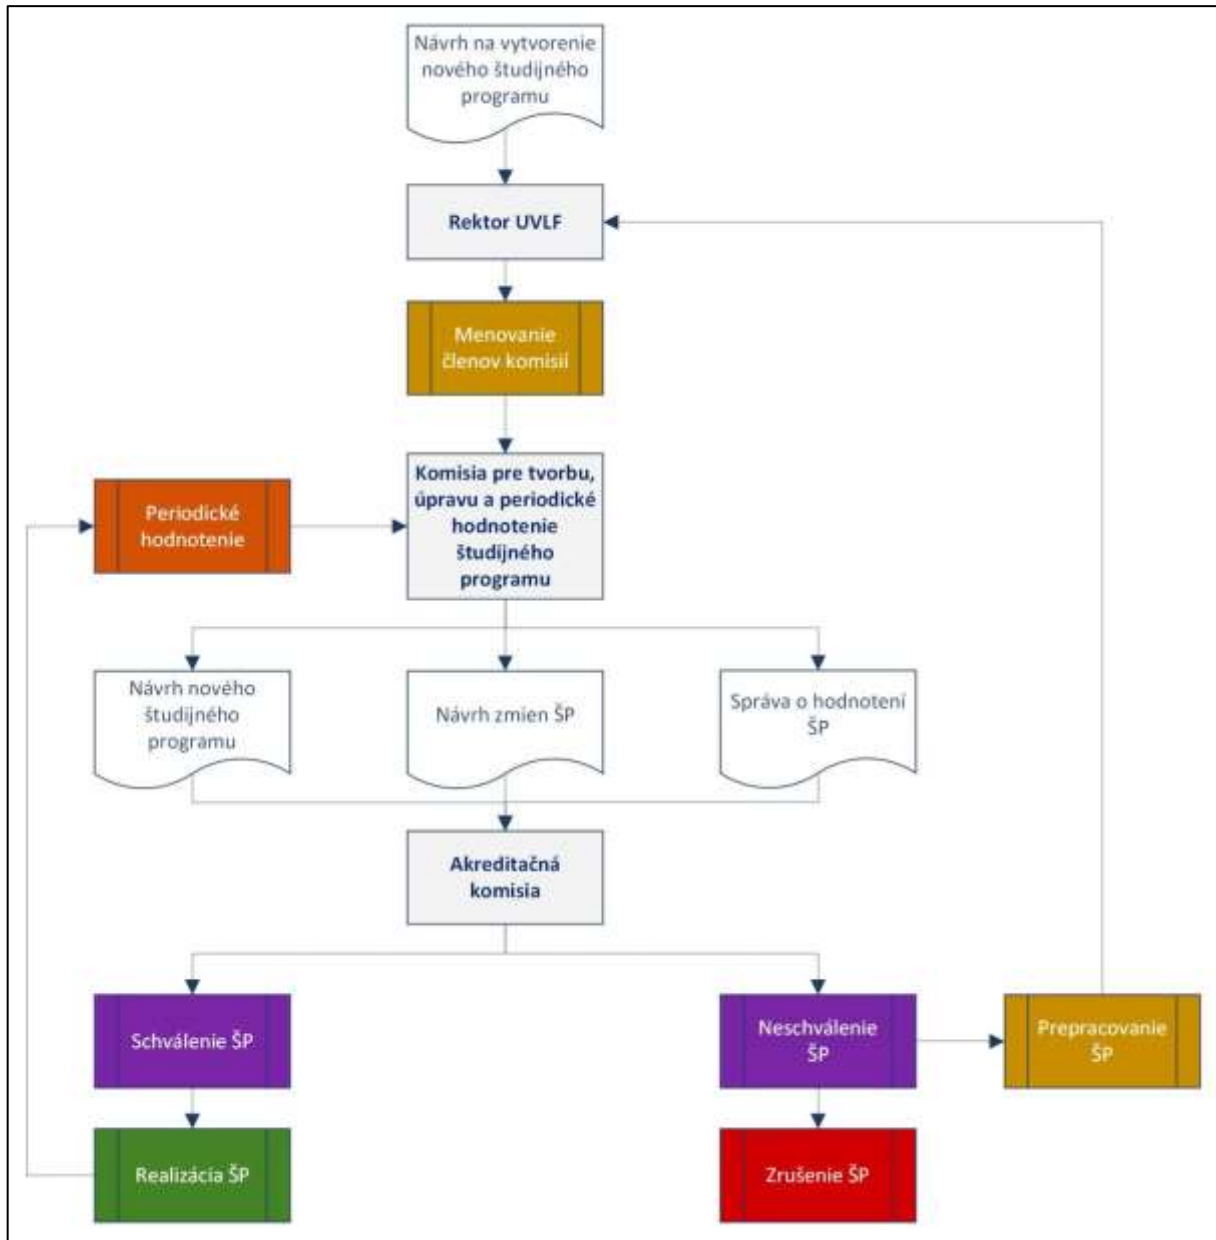 Návrh na vytvorenie
nového študijného
programu
Rektor UVLF
Menovanie
členov komisií
Komisia pre tvorbu,
úpravu a periodické
hodnotenie
študijného
programu
Periodické
hodnotenie
Návrh nového
študijného
programu
Návrh zmien ŠP
Správa o hodnotení
ŠP
Akreditačná
komisia
Schválenie ŠP
Neschválenie
ŠP
Prepracovanie
ŠP
Realizácia ŠP
Zrušenie ŠP